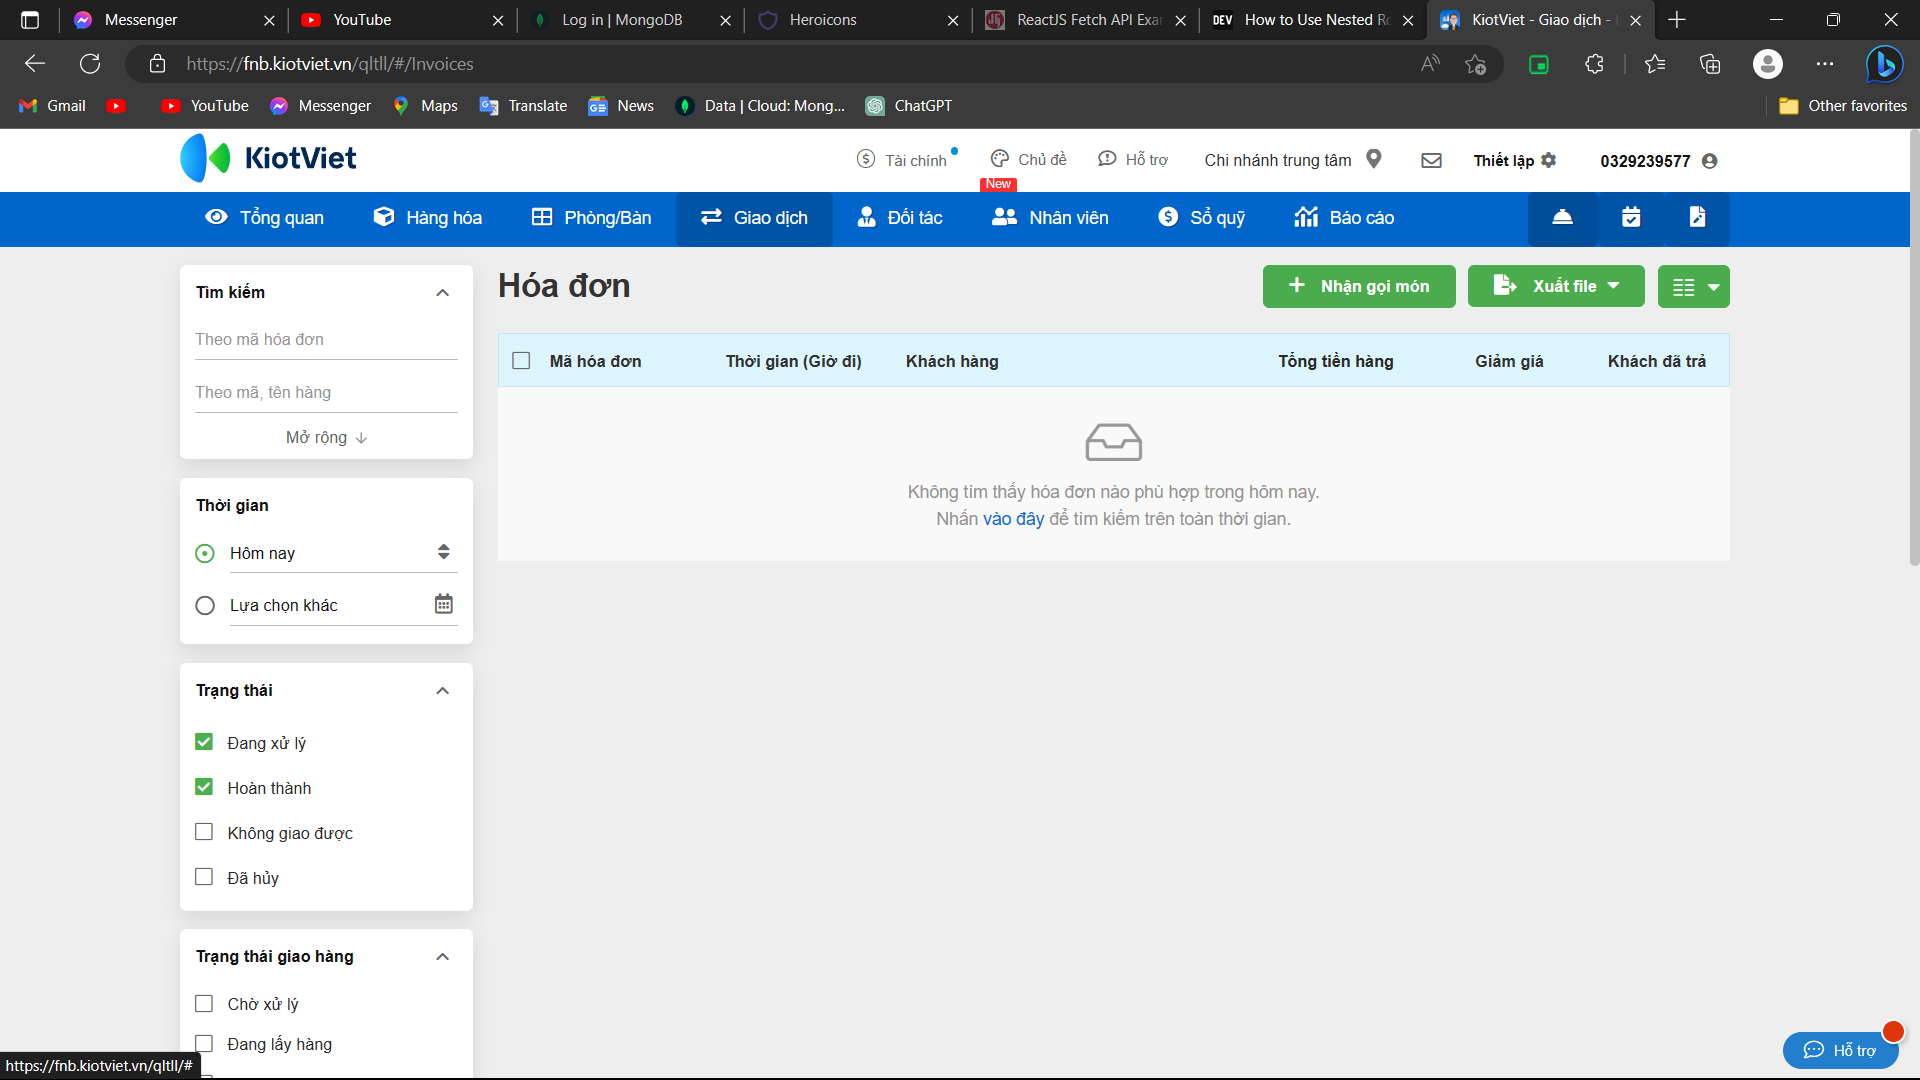 Messenger
YouTube
Log in | MongoDB
Heroicons
ReactJS Fetch API Exa
DEV How to Use Nested Ro
KiotViet - Giao dịch -
https://fnb.kiotviet.vn/qltll/#/Invoices
Gmail
YouTube
Messenger
Maps
Translate
News
Data | Cloud: Mong...
ChatGPT
Other favorites
KiotViet
Tài chính
Chủ đề
New
Hỗ trợ
Chi nhánh trung tâm
Thiết lập
0329239577
Tổng quan
Hàng hóa
Phòng/Bàn
Giao dịch
Đối tác
Nhân viên
Sổ quỹ
Báo cáo
Tìm kiếm
Theo mã hóa đơn
Theo mã, tên hàng
Mở rộng
Thời gian
Hôm nay
Lựa chọn khác
Trạng thái
Đang xử lý
Hoàn thành
Không giao được
Đã hủy
Trạng thái giao hàng
Chờ xử lý
Đang lấy hàng
Hóa đơn
Nhận gọi món
Xuất file
Mã hóa đơn
Thời gian (Giờ đi)
Khách hàng
Tổng tiền hàng
Giảm giá
Khách đã trả
Không tìm thấy hóa đơn nào phù hợp trong hôm nay.
Nhấn vào đây để tìm kiếm trên toàn thời gian.
Hỗ trợ
https://fnb.kiotviet.vn/qltll/#